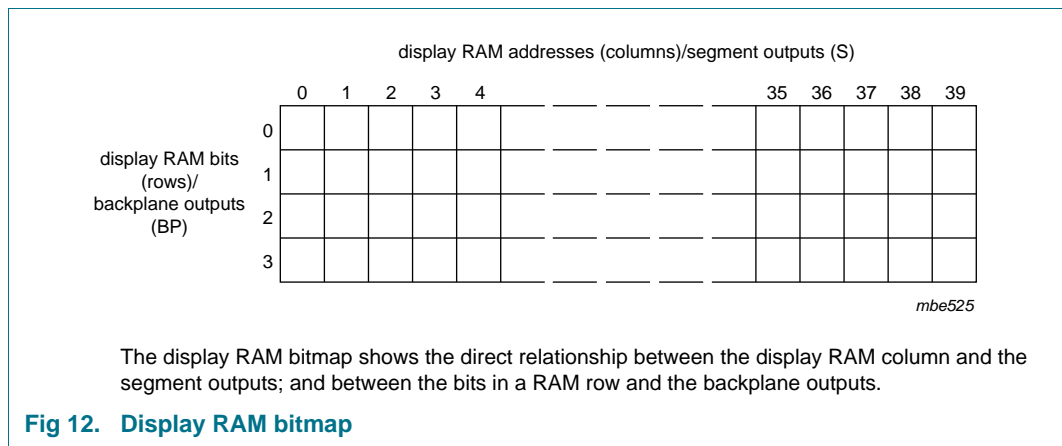 display RAM addresses (columns)/segment outputs (S)
0 1 2 3 4 35 36 37 38 39
0
display RAM bits
1
(rows)/
backplane outputs
2
(BP)
3
mbe525
The display RAM bitmap shows the direct relationship between the display RAM column and the
segment outputs; and between the bits in a RAM row and the backplane outputs.
Fig 12. Display RAM bitmap